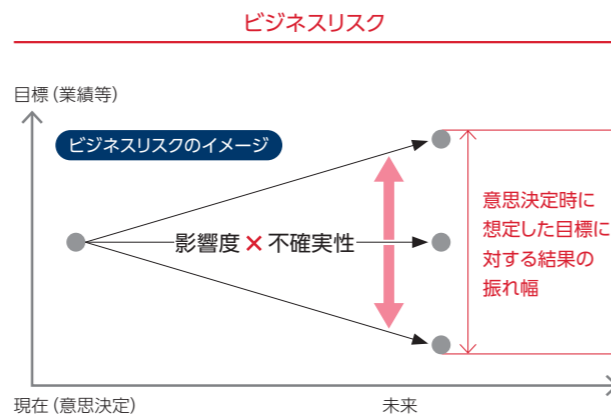 ビジネスリスク
目標（業績等）
ビジネスリスクのイメージ
影響度×不確実性
意思決定時に
想定した目標に
対する結果の
振れ幅
現在（意思決定）
未来